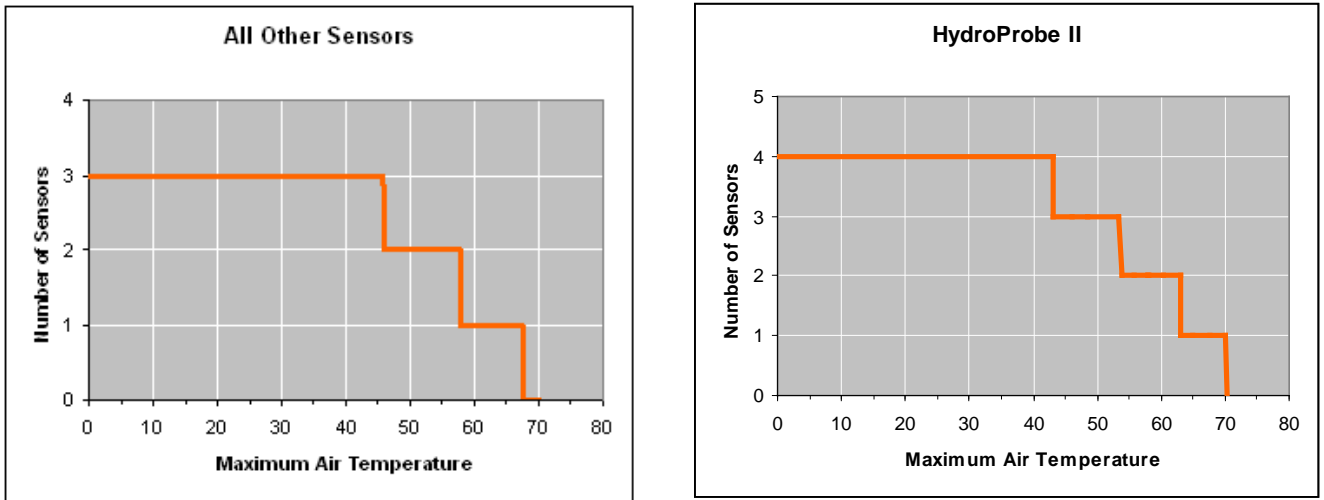 All Other Sensors
4
3
2
1
0
0 10 20 30 40 50 60 70 80
Number of Sensors
Maximum Air Temperature
HydroProbe II
5
4
3
2
1
0
0 10 20 30 40 50 60 70 80
Number of Sensors
Maximum Air Temperature